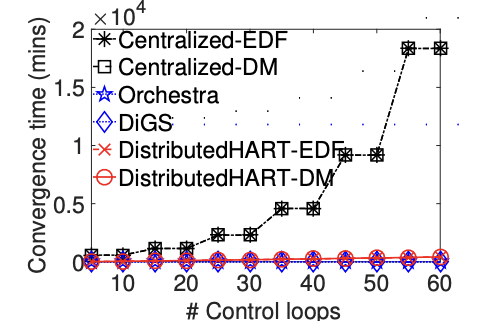 ×10⁴
2
1.5
1
0.5
0
Convergence time (mins)
Centralized-EDF
Centralized-DM
Orchestra
DiGS
DistributedHART-EDF
DistributedHART-DM
10 20 30 40 50 60
# Control loops